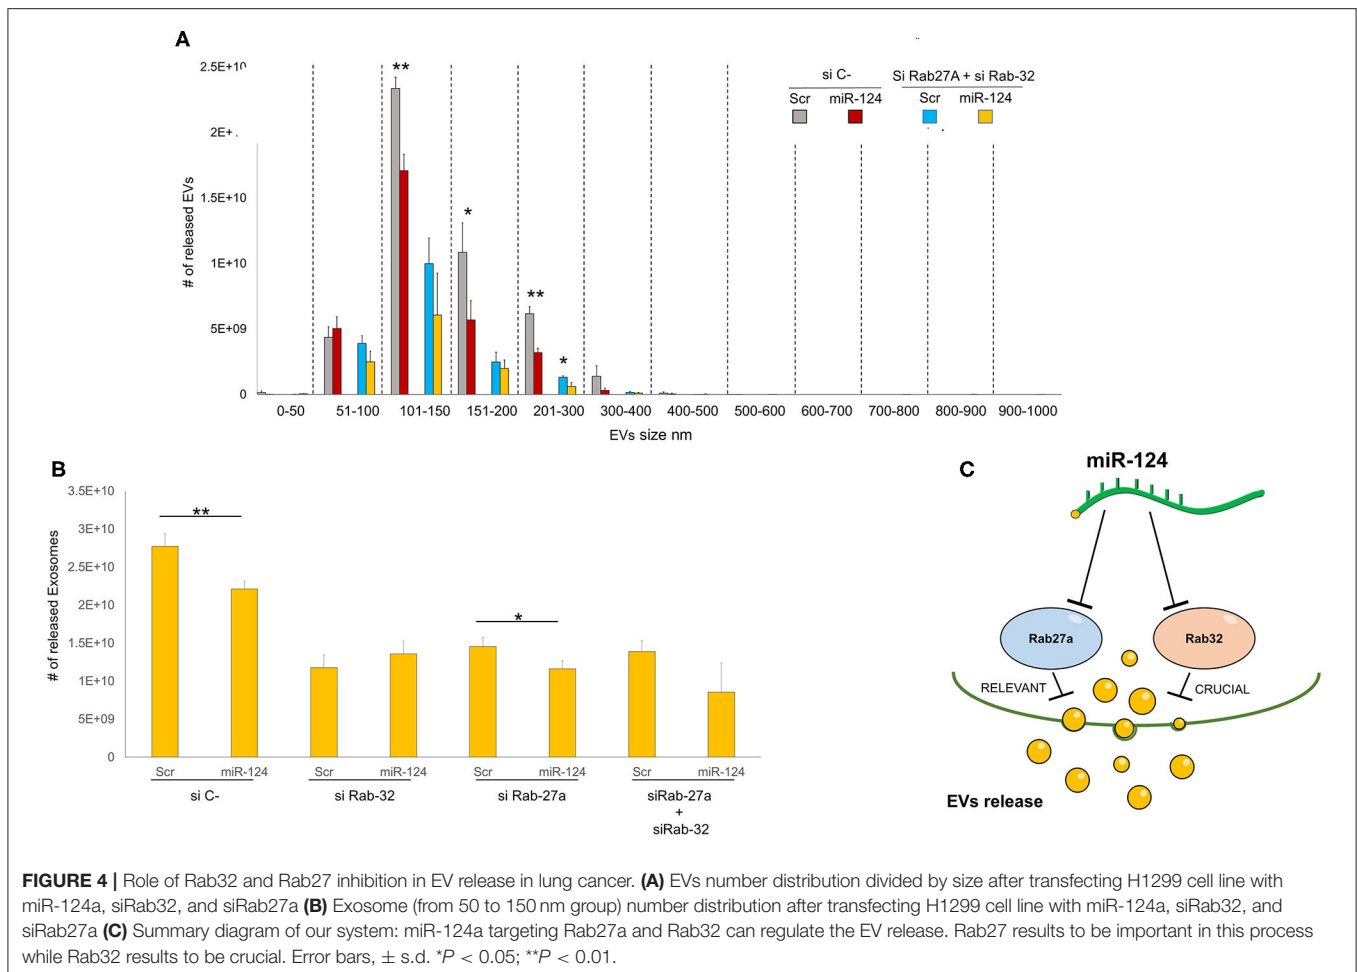 A
2.5E+10
2E+
1.5E+10
1E+10
5E+09
0
# of released EVs
** * ** *
si C- Si Rab27A + si Rab-32
Scr miR-124 Scr miR-124
0-50 51-100 101-150 151-200 201-300 300-400 400-500 500-600 600-700 700-800 800-900 900-1000
EVs size nm
B
3.5E+10
3E+10
2.5E+10
2E+10
1.5E+10
1E+10
5E+09
0
# of released Exosomes
** *
Scr miR-124 Scr miR-124 Scr miR-124 Scr miR-124
si C- si Rab-32 si Rab-27a siRab-27a
+
siRab-32
C
miR-124
Rab27a Rab32
RELEVANT CRUCIAL
EVs release
FIGURE 4 | Role of Rab32 and Rab27 inhibition in EV release in lung cancer. (A) EVs number distribution divided by size after transfecting H1299 cell line with
miR-124a, siRab32, and siRab27a (B) Exosome (from 50 to 150 nm group) number distribution after transfecting H1299 cell line with miR-124a, siRab32, and
siRab27a (C) Summary diagram of our system: miR-124a targeting Rab27a and Rab32 can regulate the EV release. Rab27 results to be important in this process
while Rab32 results to be crucial. Error bars, ± s.d. *P < 0.05; **P < 0.01.